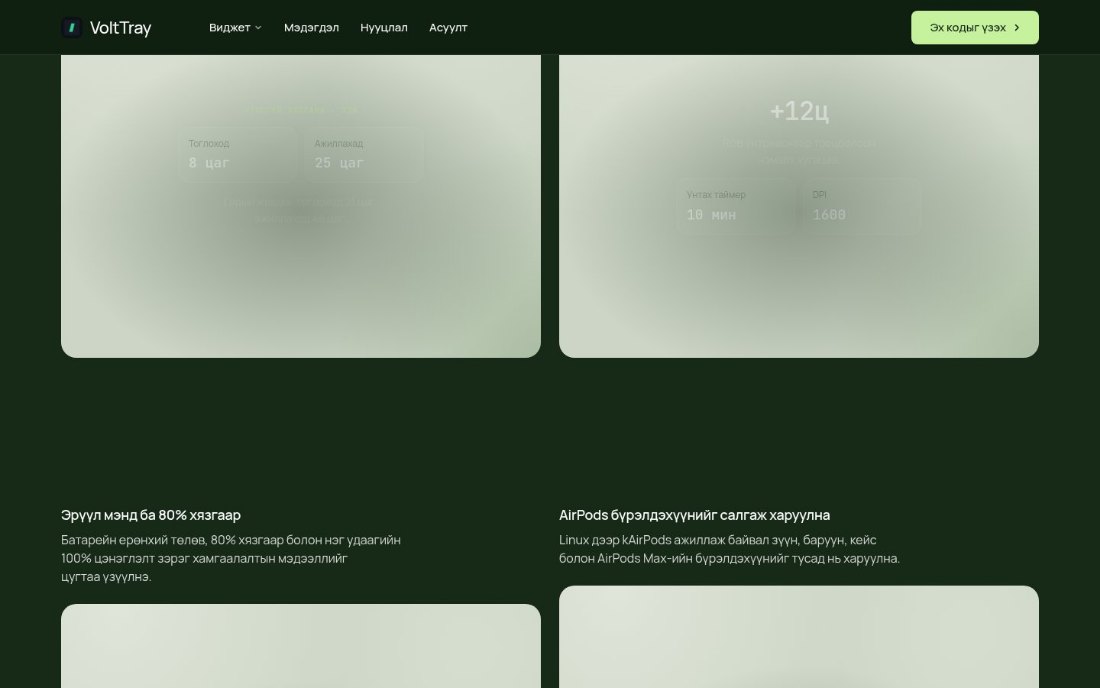 VoltTray
Виджет
Мэдэгдэл
Нууцлал
Асуулт
Эх кодыг үзэх
Тоглоход
8 цаг
Ажиллахад
25 цаг
+12ц
Унтах таймер
10 мин
DPI
1600
Эрүүл мэнд ба 80% хязгаар
Батарейн ерөнхий төлөв, 80% хязгаар болон нэг удаагийн
100% цэнэглэлт зэрэг хамгаалалтын мэдээллийг
цугтаа үзүүлнэ.
AirPods бүрэлдэхүүнийг салгаж харуулна
Linux дээр kAirPods ажиллаж байвал зүүн, баруун, кейс
болон AirPods Max-ийн бүрэлдэхүүнийг тусад нь харуулна.